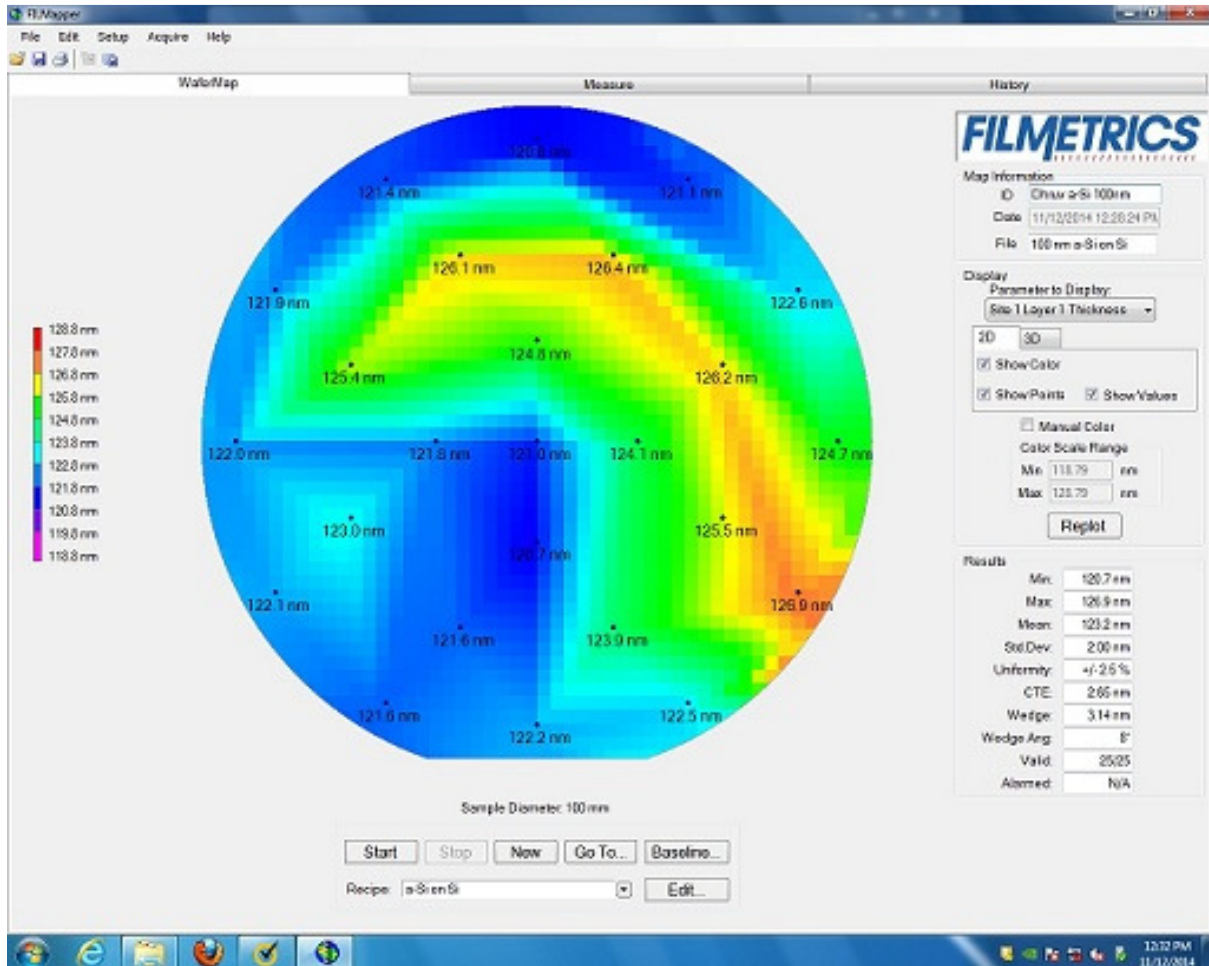 FILMapper
File Edit Setup Acquire Help
WaferMap Measure History
FILMETRICS
Map Information
ID Chruv a-Si 100nm
Date 11/12/2014 12:28:24 PM
File 100 nm a-Si on Si
Display
Parameter to Display:
Site 1 Layer 1 Thickness
2D 3D
Show Color
Show Points Show Values
Manual Color
Color Scale Range
Min 118.79 nm
Max 128.79 nm
Replot
Results
Min: 120.7 nm
Max: 126.9 nm
Mean: 123.2 nm
Std.Dev: 2.00 nm
Uniformity: +/- 2.5 %
CTE: 2.65 nm
Wedge: 3.14 nm
Wedge Ang: 8°
Valid: 25/25
Alarmed: N/A
128.8 nm
127.8 nm
126.8 nm
125.8 nm
124.8 nm
123.8 nm
122.8 nm
121.8 nm
120.8 nm
119.8 nm
118.8 nm
120.8 nm
121.4 nm 121.1 nm
126.1 nm 126.4 nm
121.9 nm 122.6 nm
124.8 nm
125.4 nm 126.2 nm
122.0 nm 121.8 nm 121.0 nm 124.1 nm 124.7 nm
123.0 nm 125.5 nm
120.7 nm
122.1 nm 126.9 nm
121.6 nm 123.9 nm
121.6 nm 122.5 nm
122.2 nm
Sample Diameter: 100 mm
Start Stop New Go To... Baseline...
Recipe: a-Si on Si Edit...
12:32 PM
11/12/2014